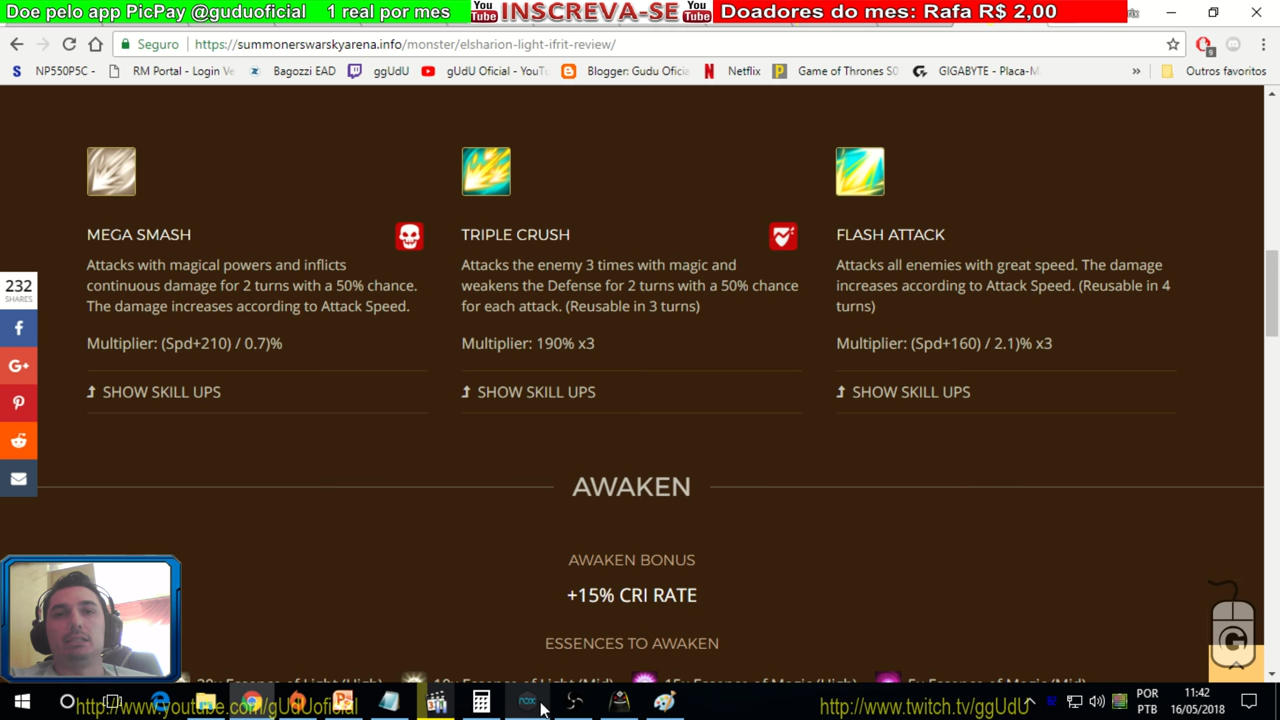 Doe pelo app PicPay @guduoficial 1 real por mes You Tube INSCREVA-SE You Tube Doadores do mes: Rafa R$ 2,00
Seguro https://summonerswarskyarena.info/monster/elsharion-light-ifrit-review/
NP550P5C - RM Portal - Login Ve Bagozzi EAD ggUdU gUdU Oficial - YouTu Blogger: Gudu Oficia Netflix Game of Thrones S0 GIGABYTE - Placa-M » Outros favoritos
MEGA SMASH TRIPLE CRUSH FLASH ATTACK
Attacks with magical powers and inflicts Attacks the enemy 3 times with magic and Attacks all enemies with great speed. The damage
continuous damage for 2 turns with a 50% chance. weakens the Defense for 2 turns with a 50% chance increases according to Attack Speed. (Reusable in 4
The damage increases according to Attack Speed. for each attack. (Reusable in 3 turns) turns)
232
SHARES
Multiplier: (Spd+210) / 0.7)% Multiplier: 190% x3 Multiplier: (Spd+160) / 2.1)% x3
SHOW SKILL UPS SHOW SKILL UPS SHOW SKILL UPS
AWAKEN
AWAKEN BONUS
+15% CRI RATE
ESSENCES TO AWAKEN
http://www.youtube.com/gUdUoficial http://www.twitch.tv/ggUdU
POR 11:42
PTB 16/05/2018